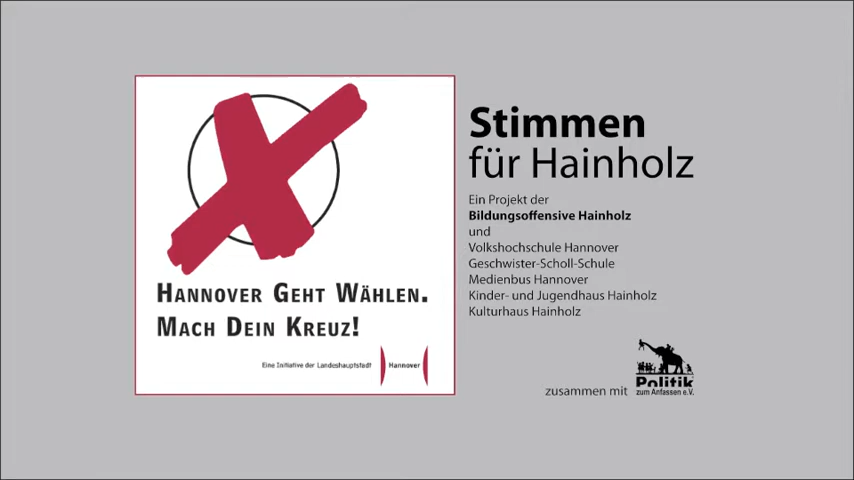 HANNOVER GEHT WÄHLEN.
MACH DEIN KREUZ!
Eine Initiative der Landeshauptstadt
Hannover
Stimmen
für Hainholz
Ein Projekt der
Bildungsoffensive Hainholz
und
Volkshochschule Hannover
Geschwister-Scholl-Schule
Medienbus Hannover
Kinder- und Jugendhaus Hainholz
Kulturhaus Hainholz
zusammen mit
Politik
zum Anfassen e.V.